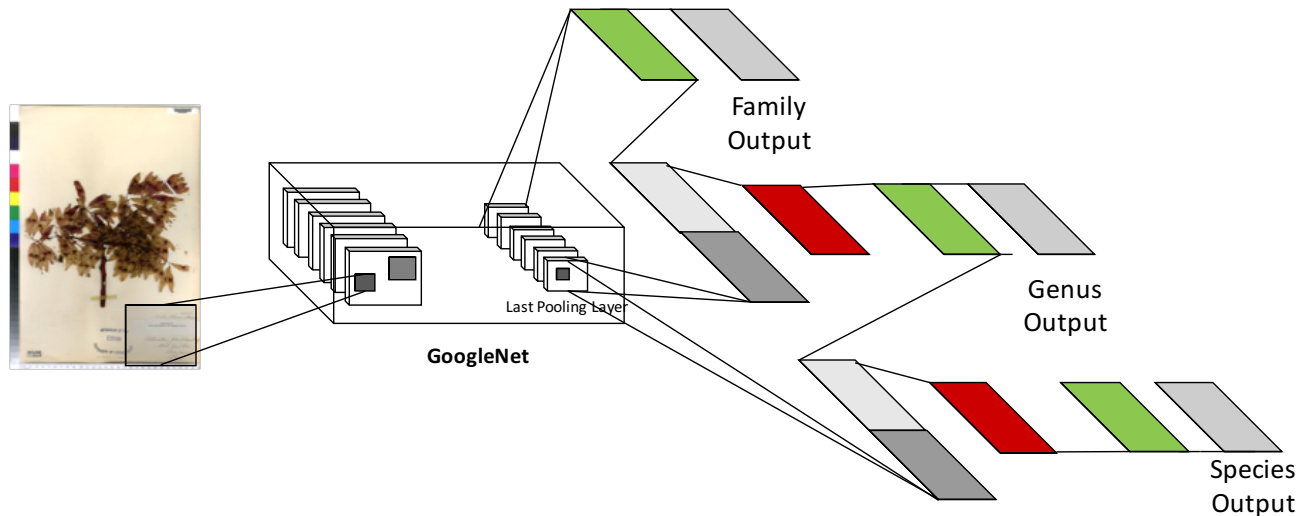 Family
Output
Last Pooling Layer
Genus
Output
GoogleNet
Species
Output